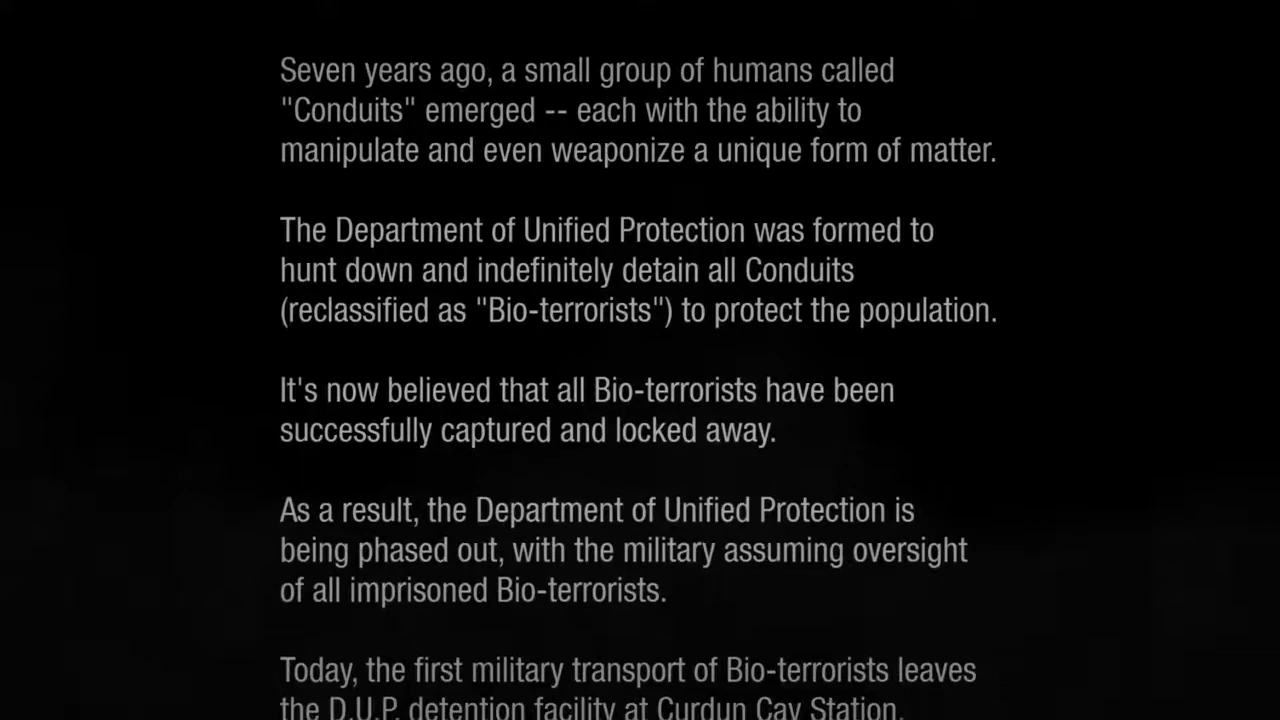 Seven years ago, a small group of humans called
"Conduits" emerged -- each with the ability to
manipulate and even weaponize a unique form of matter.
The Department of Unified Protection was formed to
hunt down and indefinitely detain all Conduits
(reclassified as "Bio-terrorists") to protect the population.
It's now believed that all Bio-terrorists have been
successfully captured and locked away.
As a result, the Department of Unified Protection is
being phased out, with the military assuming oversight
of all imprisoned Bio-terrorists.
Today, the first military transport of Bio-terrorists leaves
the D.U.P. detention facility at Curdun Cay Station.